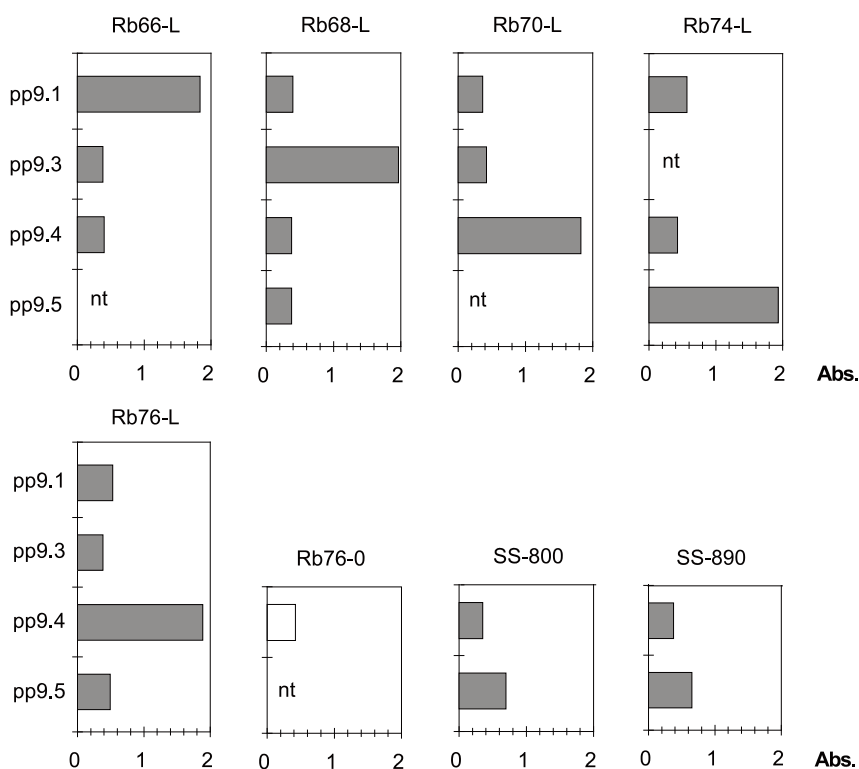 Rb66-L Rb68-L Rb70-L Rb74-L
pp9.1
pp9.3 nt
pp9.4
pp9.5 nt nt
0 1 2 0 1 2 0 1 2 0 1 2 Abs.
Rb76-L
pp9.1
pp9.3
Rb76-0 SS-800 SS-890
pp9.4
pp9.5 nt
0 1 2 0 1 2 0 1 2 0 1 2 Abs.